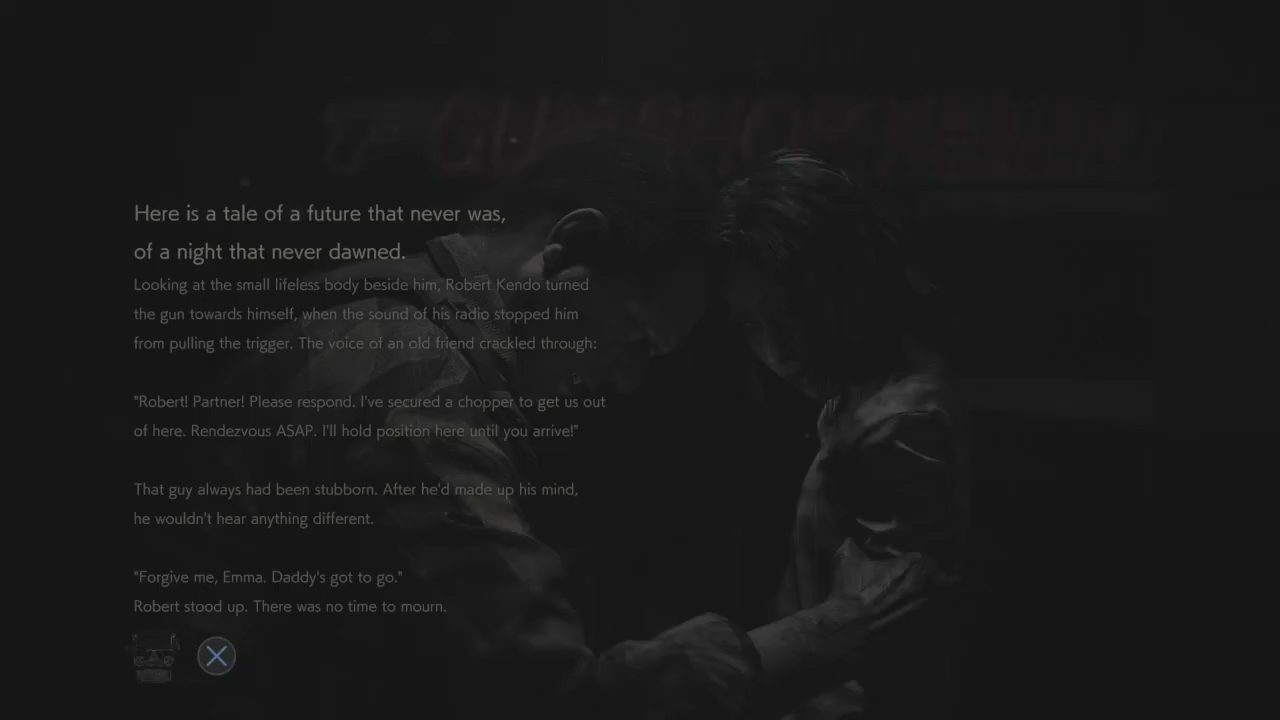 GUN SHOP KENDO
Here is a tale of a future that never was,
of a night that never dawned.
Looking at the small lifeless body beside him, Robert Kendo turned
the gun towards himself, when the sound of his radio stopped him
from pulling the trigger. The voice of an old friend crackled through:
"Robert! Partner! Please respond. I've secured a chopper to get us out
of here. Rendezvous ASAP. I'll hold position here until you arrive!"
That guy always had been stubborn. After he'd made up his mind,
he wouldn't hear anything different.
"Forgive me, Emma. Daddy's got to go."
Robert stood up. There was no time to mourn.